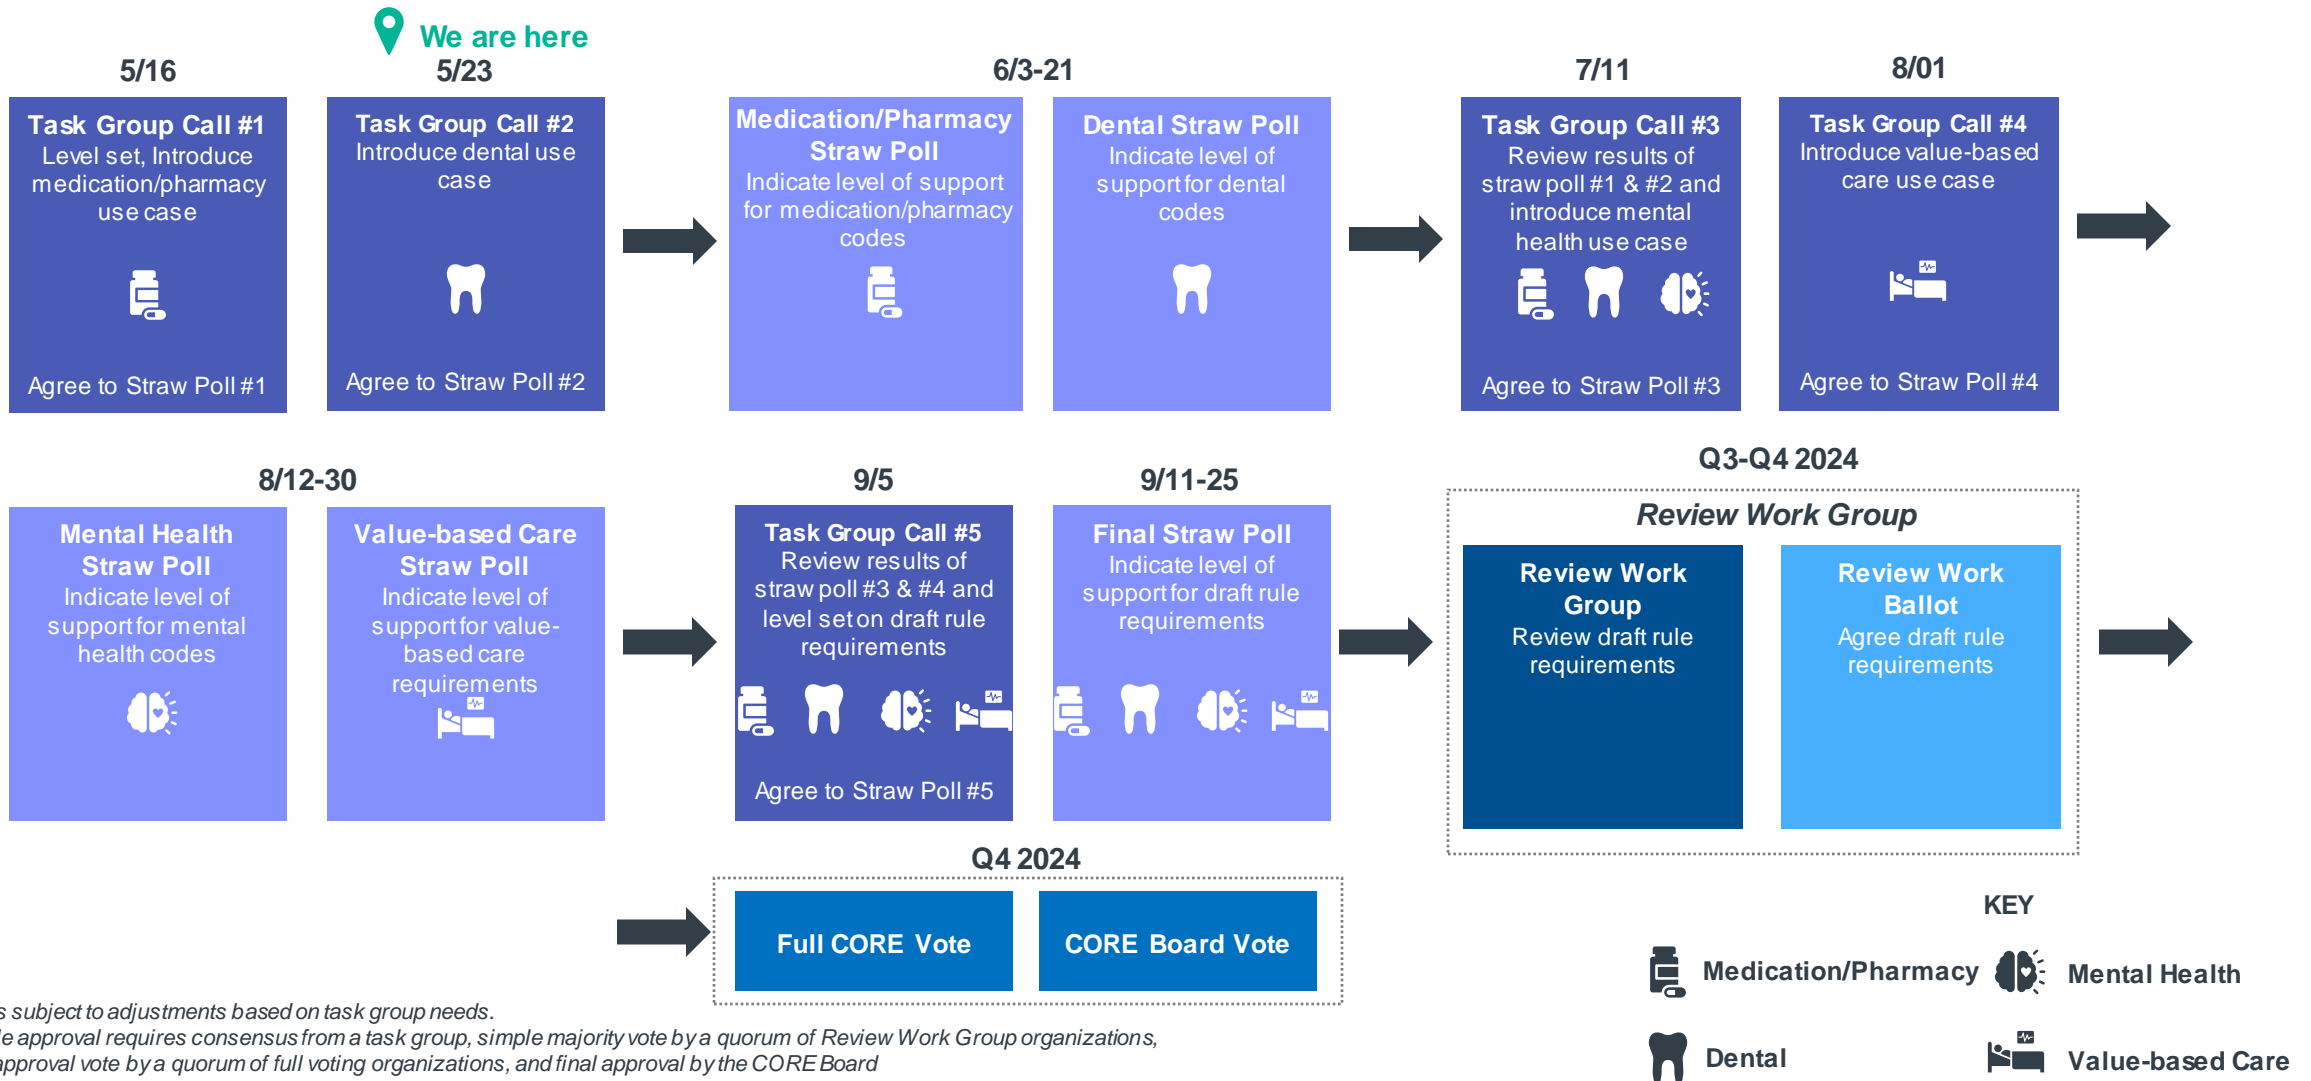 We are here
5/16
5/23
6/3-21
7/11
8/01
Task Group Call #1
Level set, Introduce
medication/pharmacy
use case
Agree to Straw Poll #1
Task Group Call #2
Introduce dental use
case
Agree to Straw Poll #2
Medication/Pharmacy
Straw Poll
Indicate level of support
for medication/pharmacy
codes
Dental Straw Poll
Indicate level of
support for dental
codes
Task Group Call #3
Review results of
straw poll #1 & #2 and
introduce mental
health use case
Agree to Straw Poll #3
Task Group Call #4
Introduce value-based
care use case
Agree to Straw Poll #4
8/12-30
9/5
9/11-25
Q3-Q4 2024
Mental Health
Straw Poll
Indicate level of
support for mental
health codes
Value-based Care
Straw Poll
Indicate level of
support for value-
based care
requirements
Task Group Call #5
Review results of
straw poll #3 & #4 and
level set on draft rule
requirements
Agree to Straw Poll #5
Final Straw Poll
Indicate level of
support for draft rule
requirements
Review Work Group
Review Work
Group
Review draft rule
requirements
Review Work
Ballot
Agree draft rule
requirements
Q4 2024
Full CORE Vote
CORE Board Vote
KEY
Medication/Pharmacy
Mental Health
Dental
Value-based Care
subject to adjustments based on task group needs.
approval requires consensus from a task group, simple majority vote by a quorum of Review Work Group organizations,
approval vote by a quorum of full voting organizations, and final approval by the CORE Board